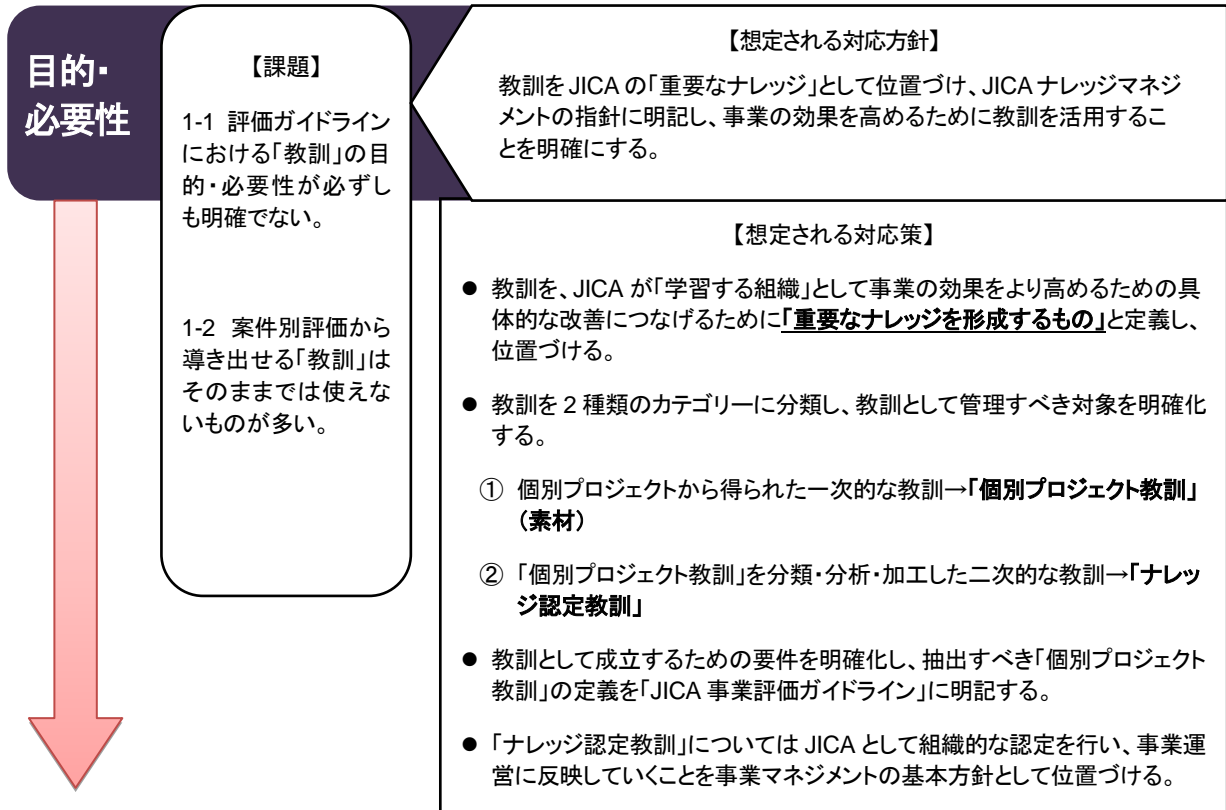 目的・
必要性
【課題】
1-1 評価ガイドライン
における「教訓」の目
的・必要性が必ずし
も明確でない。
1-2 案件別評価から
導き出せる「教訓」は
そのままでは使えな
いものが多い。
【想定される対応方針】
教訓を JICA の「重要なナレッジ」として位置づけ、JICA ナレッジマネジ
メントの指針に明記し、事業の効果を高めるために教訓を活用するこ
とを明確にする。
【想定される対応策】
● 教訓を、JICA が「学習する組織」として事業の効果をより高めるための具
体的な改善につなげるために「重要なナレッジを形成するもの」と定義し、
位置づける。
● 教訓を 2 種類のカテゴリーに分類し、教訓として管理すべき対象を明確化
する。
① 個別プロジェクトから得られた一次的な教訓→「個別プロジェクト教訓」
（素材）
② 「個別プロジェクト教訓」を分類・分析・加工した二次的な教訓→「ナレッ
ジ認定教訓」
● 教訓として成立するための要件を明確化し、抽出すべき「個別プロジェクト
教訓」の定義を「JICA 事業評価ガイドライン」に明記する。
● 「ナレッジ認定教訓」については JICA として組織的な認定を行い、事業運
営に反映していくことを事業マネジメントの基本方針として位置づける。